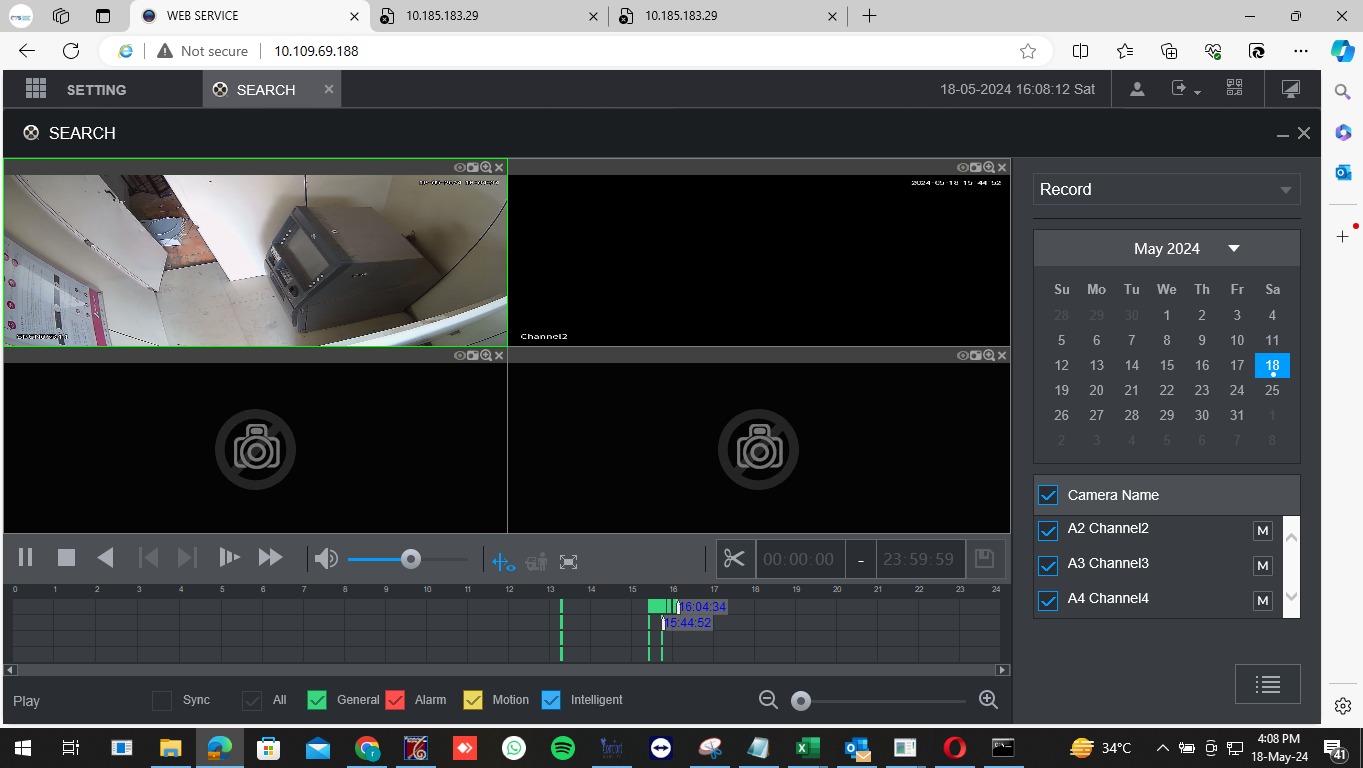 WEB SERVICE
10.185.183.29
10.185.183.29
Not secure
10.109.69.188
SETTING
SEARCH
18-05-2024 16:08:12 Sat
SEARCH
2024-05-18 15:44:52
Channel2
Record
May 2024
Su Mo Tu We Th Fr Sa
28 29 30 1 2 3 4
5 6 7 8 9 10 11
12 13 14 15 16 17 18
19 20 21 22 23 24 25
26 27 28 29 30 31 1
2 3 4 5 6 7 8
Camera Name
A2 Channel2 M
A3 Channel3 M
A4 Channel4 M
00:00:00 - 23:59:59
0 1 2 3 4 5 6 7 8 9 10 11 12 13 14 15 16 17 18 19 20 21 22 23 24
16:04:34
15:44:52
Play
Sync
All
General
Alarm
Motion
Intelligent
34°C
4:08 PM
18-May-24
41